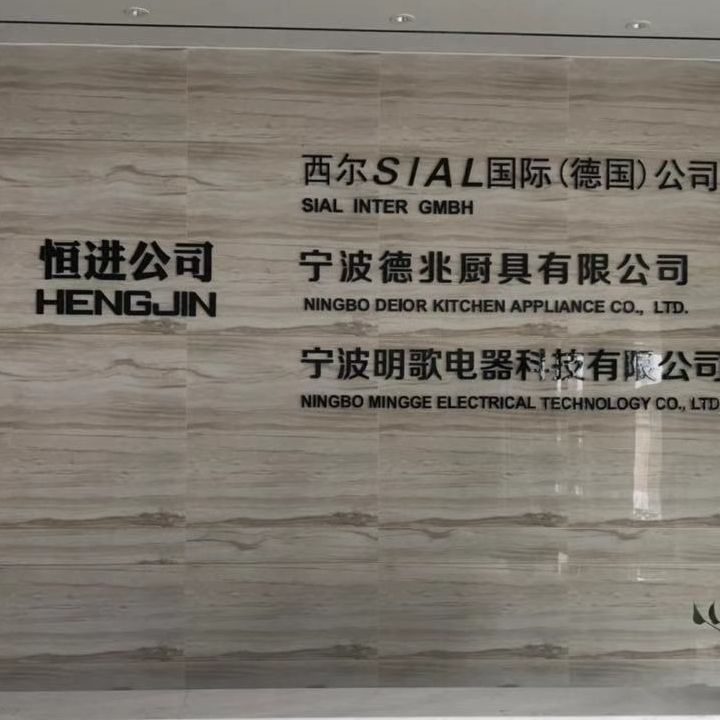 恒进公司
HENGJIN
西尔SIAL国际(德国)公司
SIAL INTER GMBH
宁波德兆厨具有限公司
NINGBO DEIOR KITCHEN APPLIANCE CO., LTD.
宁波明歌电器科技有限公司
NINGBO MINGGE ELECTRICAL TECHNOLOGY CO., LTD